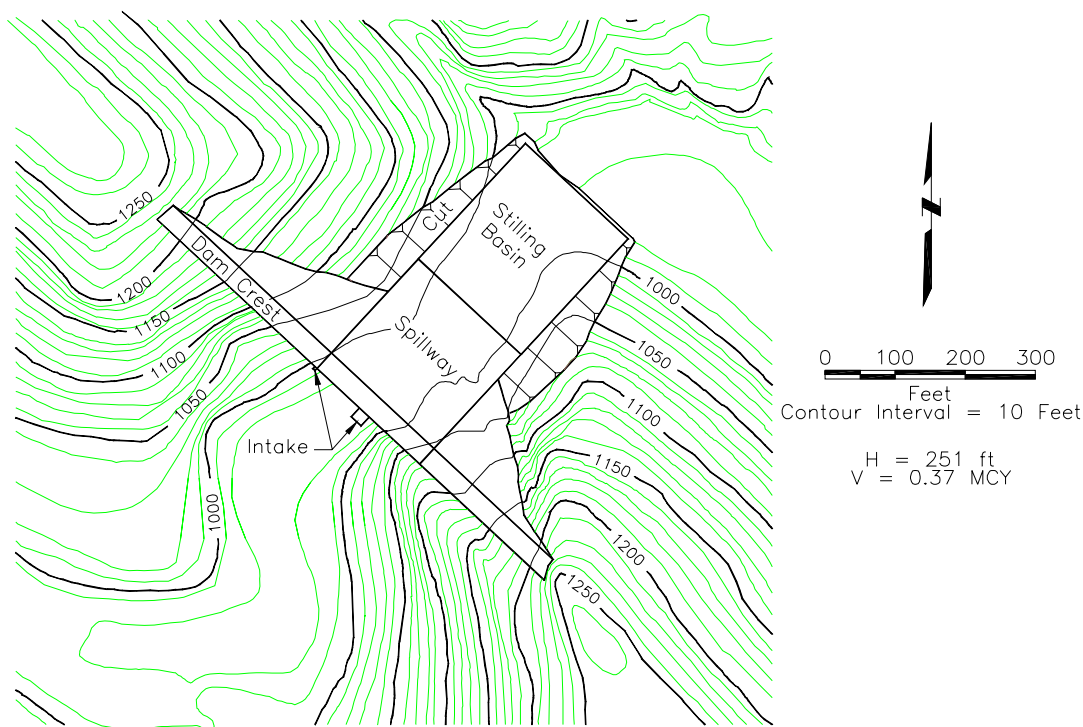 1250
1200
1150
1100
1050
1000
Dam Crest
Cut
Stilling
Basin
Spillway
Intake
1000
1050
1100
1150
1200
1250
0 100 200 300
Feet
Contour Interval = 10 Feet
H = 251 ft
V = 0.37 MCY